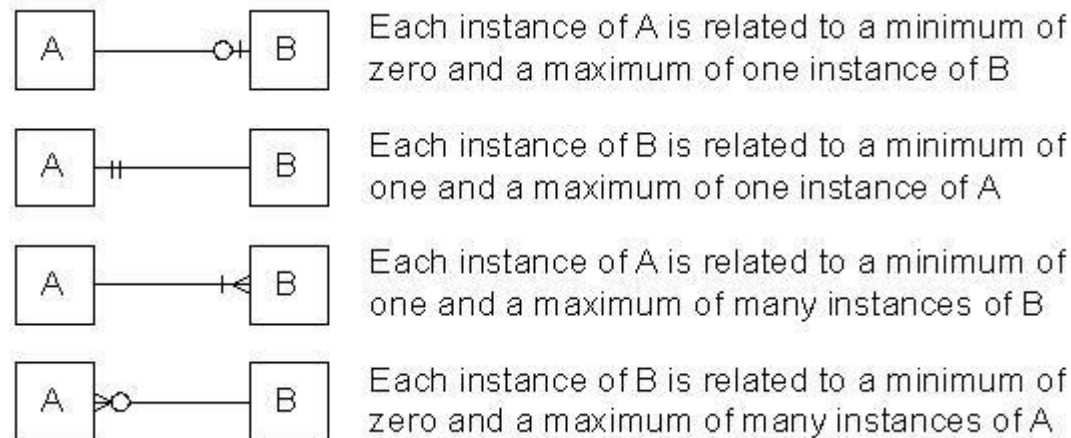 A B Each instance of A is related to a minimum of
zero and a maximum of one instance of B
A B Each instance of B is related to a minimum of
one and a maximum of one instance of A
A B Each instance of A is related to a minimum of
one and a maximum of many instances of B
A B Each instance of B is related to a minimum of
zero and a maximum of many instances of A